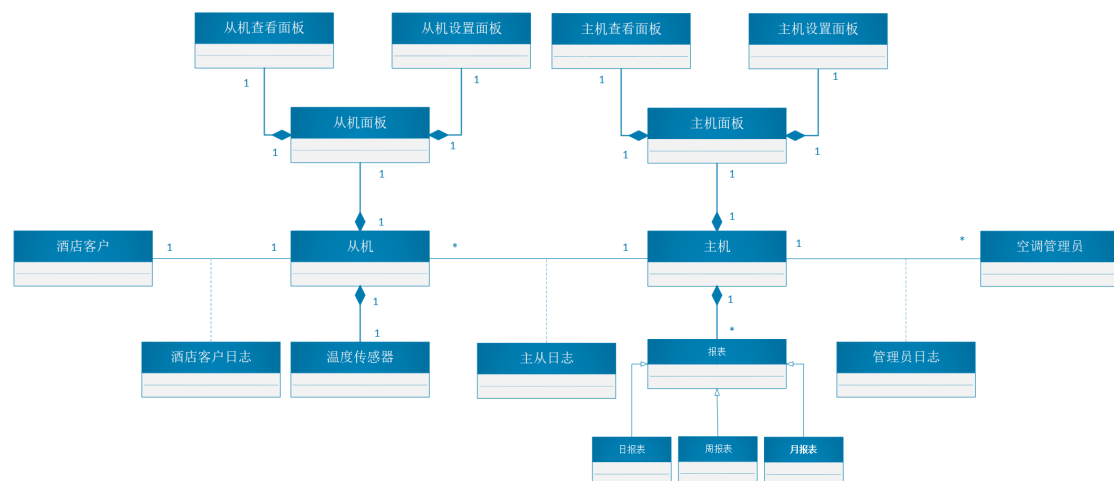 从机查看面板
从机设置面板
主机查看面板
主机设置面板
1
1
1
1
从机面板
主机面板
1
1
1
1
1
1
1
1
酒店客户
1
1
从机
*
1
主机
1
*
空调管理员
1
1
1
*
酒店客户日志
温度传感器
主从日志
报表
管理员日志
日报表
周报表
月报表